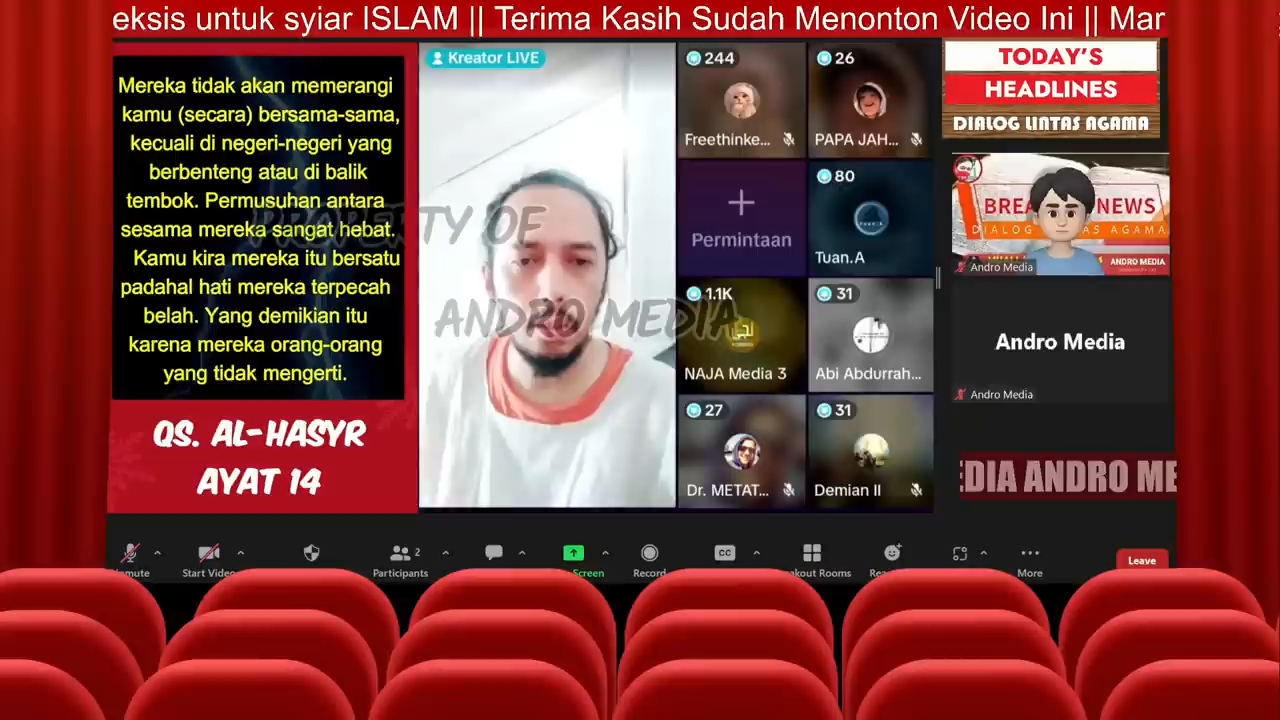 eksis untuk syiar ISLAM || Terima Kasih Sudah Menonton Video Ini || Mar
Mereka tidak akan memerangi
kamu (secara) bersama-sama,
kecuali di negeri-negeri yang
berbenteng atau di balik
tembok. Permusuhan antara
sesama mereka sangat hebat.
Kamu kira mereka itu bersatu
padahal hati mereka terpecah
belah. Yang demikian itu
karena mereka orang-orang
yang tidak mengerti.
QS. AL-HASYR
AYAT 14
Kreator LIVE
PROPERTY OF
ANDRO MEDIA
244
Freethinke...
26
PAPA JAH...
Permintaan
80
Tuan.A
1.1K
NAJA Media 3
31
Abi Abdurrah...
27
Dr. METAT...
31
Demian II
TODAY'S
HEADLINES
DIALOG LINTAS AGAMA
NEWS
ANDRO MEDIA
Andro Media
Andro Media
Andro Media
EDIA ANDRO ME
Start Video
2
Participants
Screen
Record
CC
Rooms
More
Leave